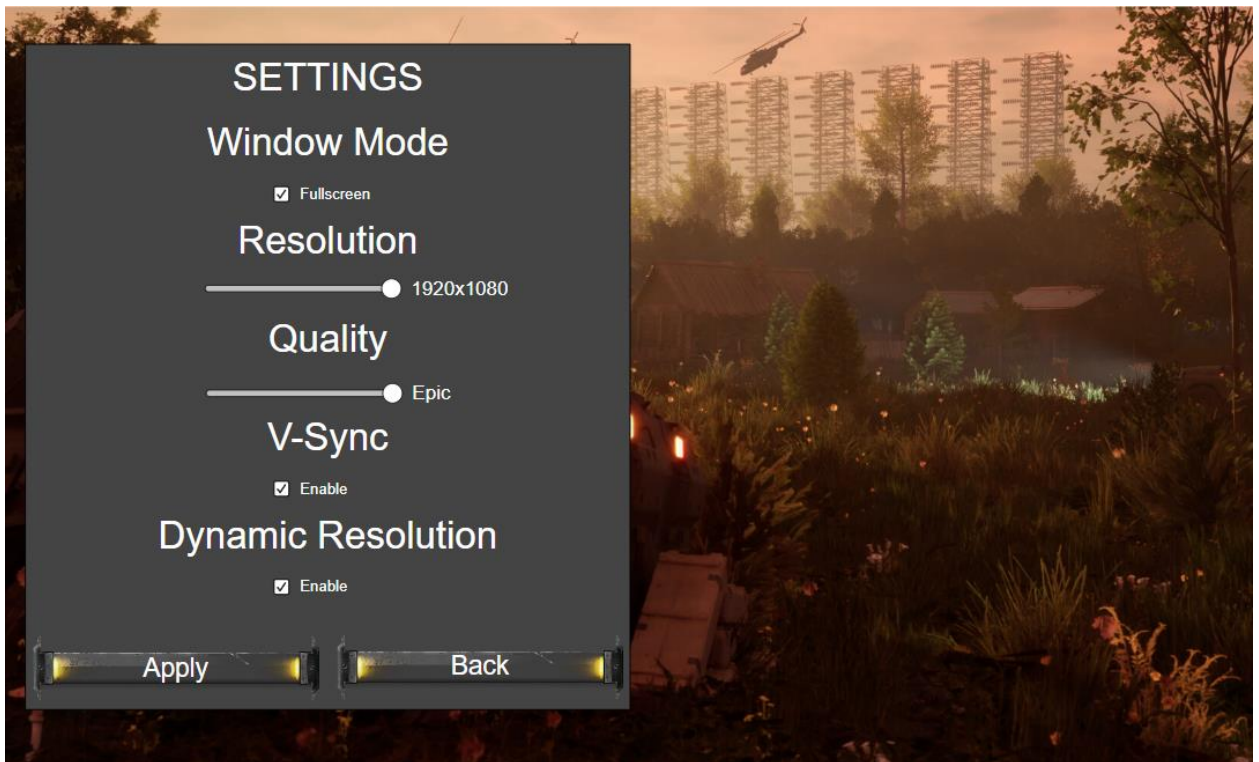 SETTINGS
Window Mode
Fullscreen
Resolution
1920x1080
Quality
Epic
V-Sync
Enable
Dynamic Resolution
Enable
Apply Back